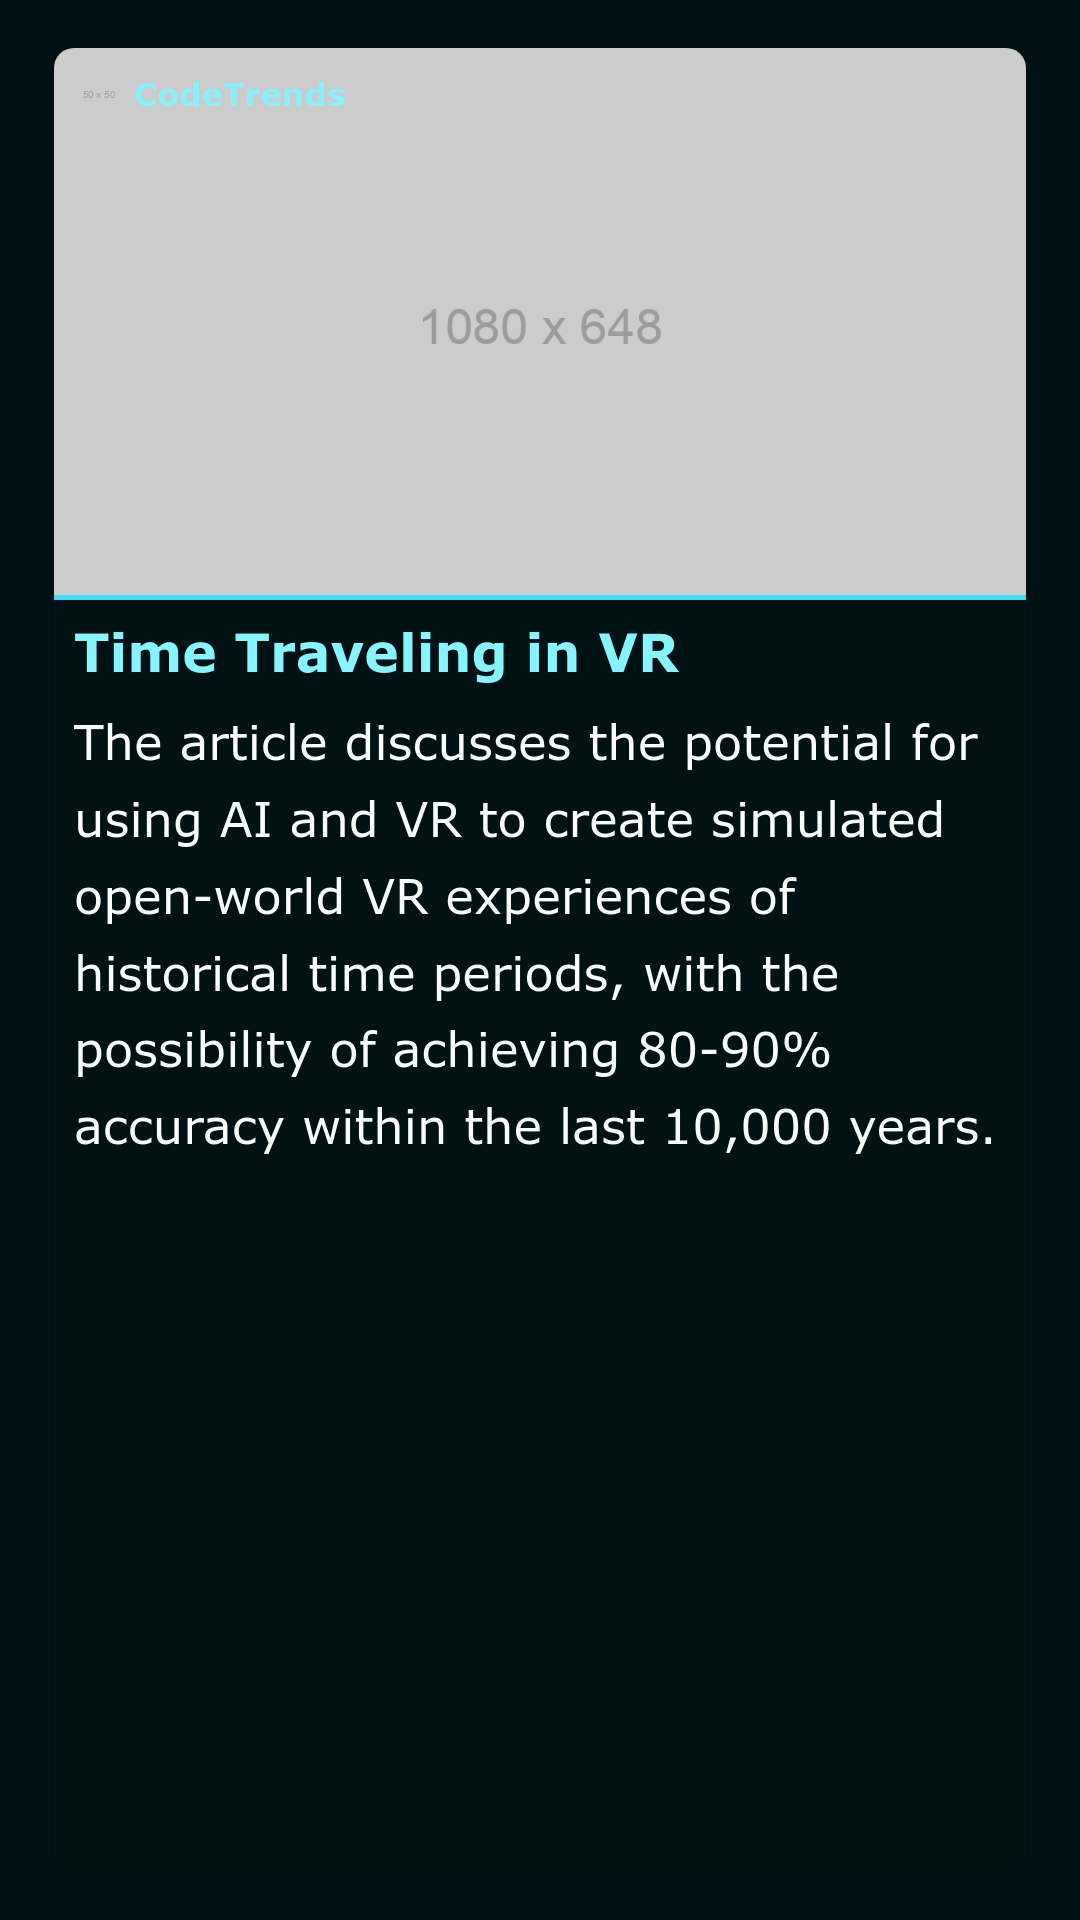 50 x 50 CodeTrends
1080 x 648
Time Traveling in VR
The article discusses the potential for
using AI and VR to create simulated
open-world VR experiences of
historical time periods, with the
possibility of achieving 80-90%
accuracy within the last 10,000 years.